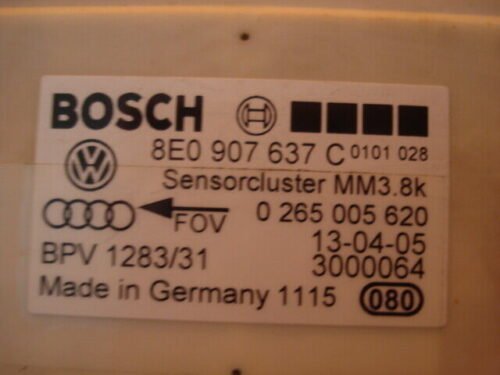 BOSCH
8E0 907 637 C 0101 028
Sensorcluster MM3.8k
FOV 0 265 005 620
BPV 1283/31 13-04-05
3000064
Made in Germany 1115 080